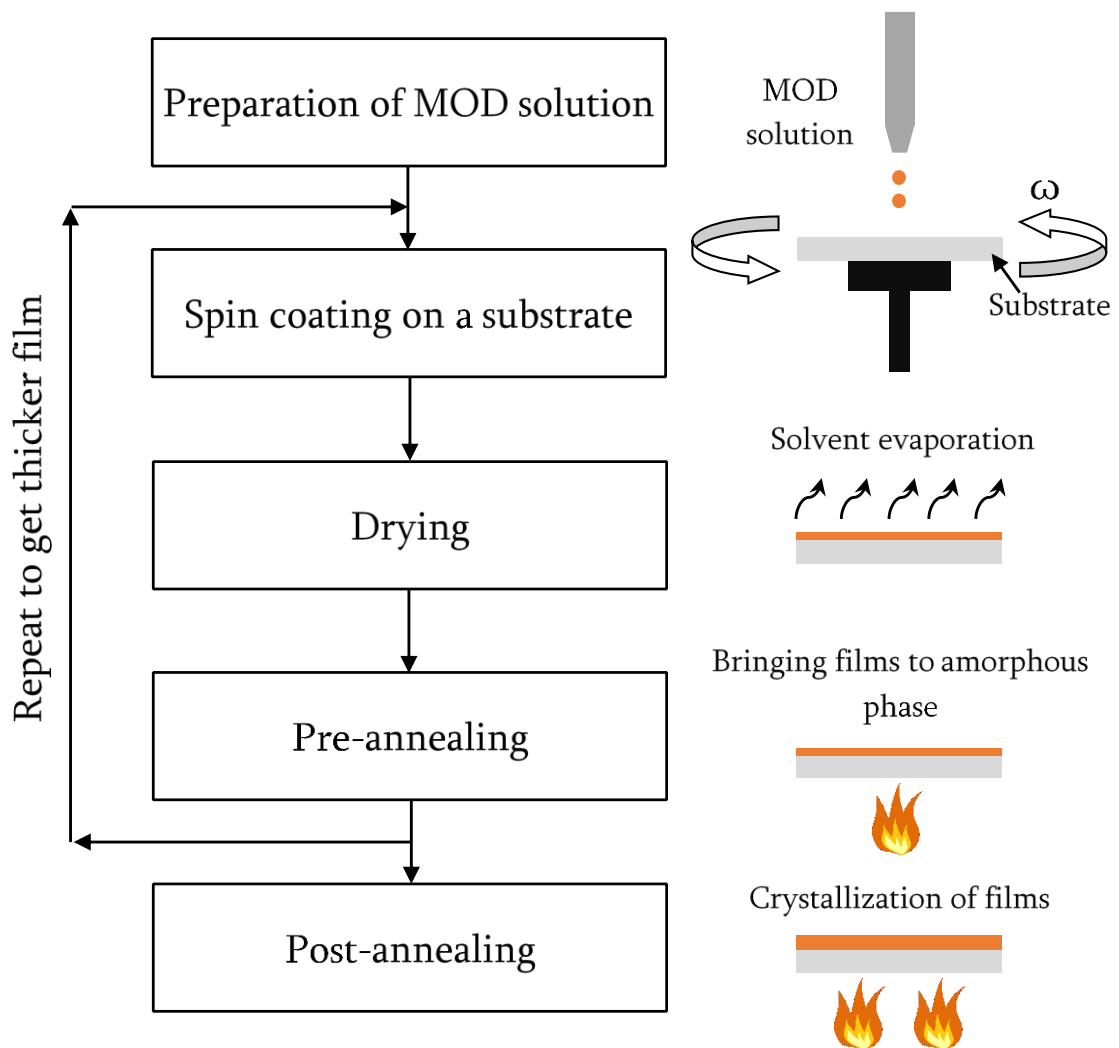 Preparation of MOD solution
MOD
solution
ω
Substrate
Spin coating on a substrate
Repeat to get thicker film
Solvent evaporation
Drying
Bringing films to amorphous
phase
Pre-annealing
Crystallization of films
Post-annealing